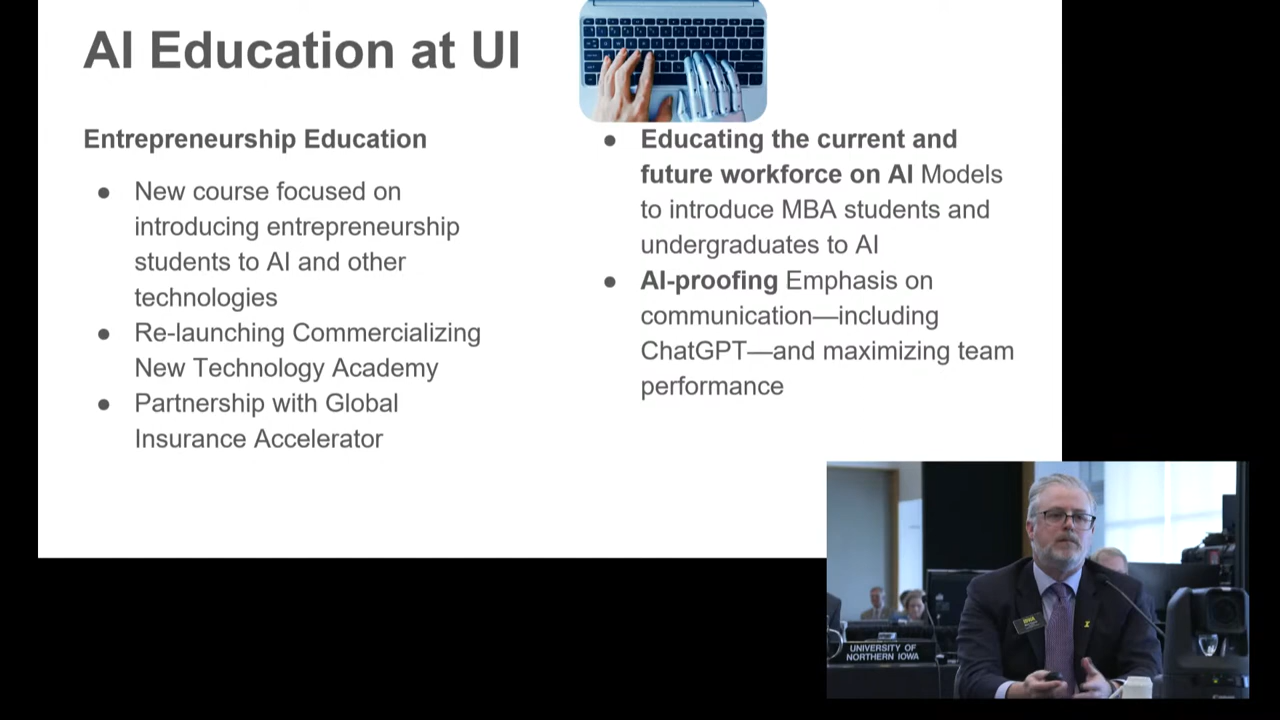 AI Education at UI
Entrepreneurship Education
● New course focused on
introducing entrepreneurship
students to AI and other
technologies
● Re-launching Commercializing
New Technology Academy
● Partnership with Global
Insurance Accelerator
● Educating the current and
future workforce on AI Models
to introduce MBA students and
undergraduates to AI
● AI-proofing Emphasis on
communication—including
ChatGPT—and maximizing team
performance
UNIVERSITY OF
NORTHERN IOWA